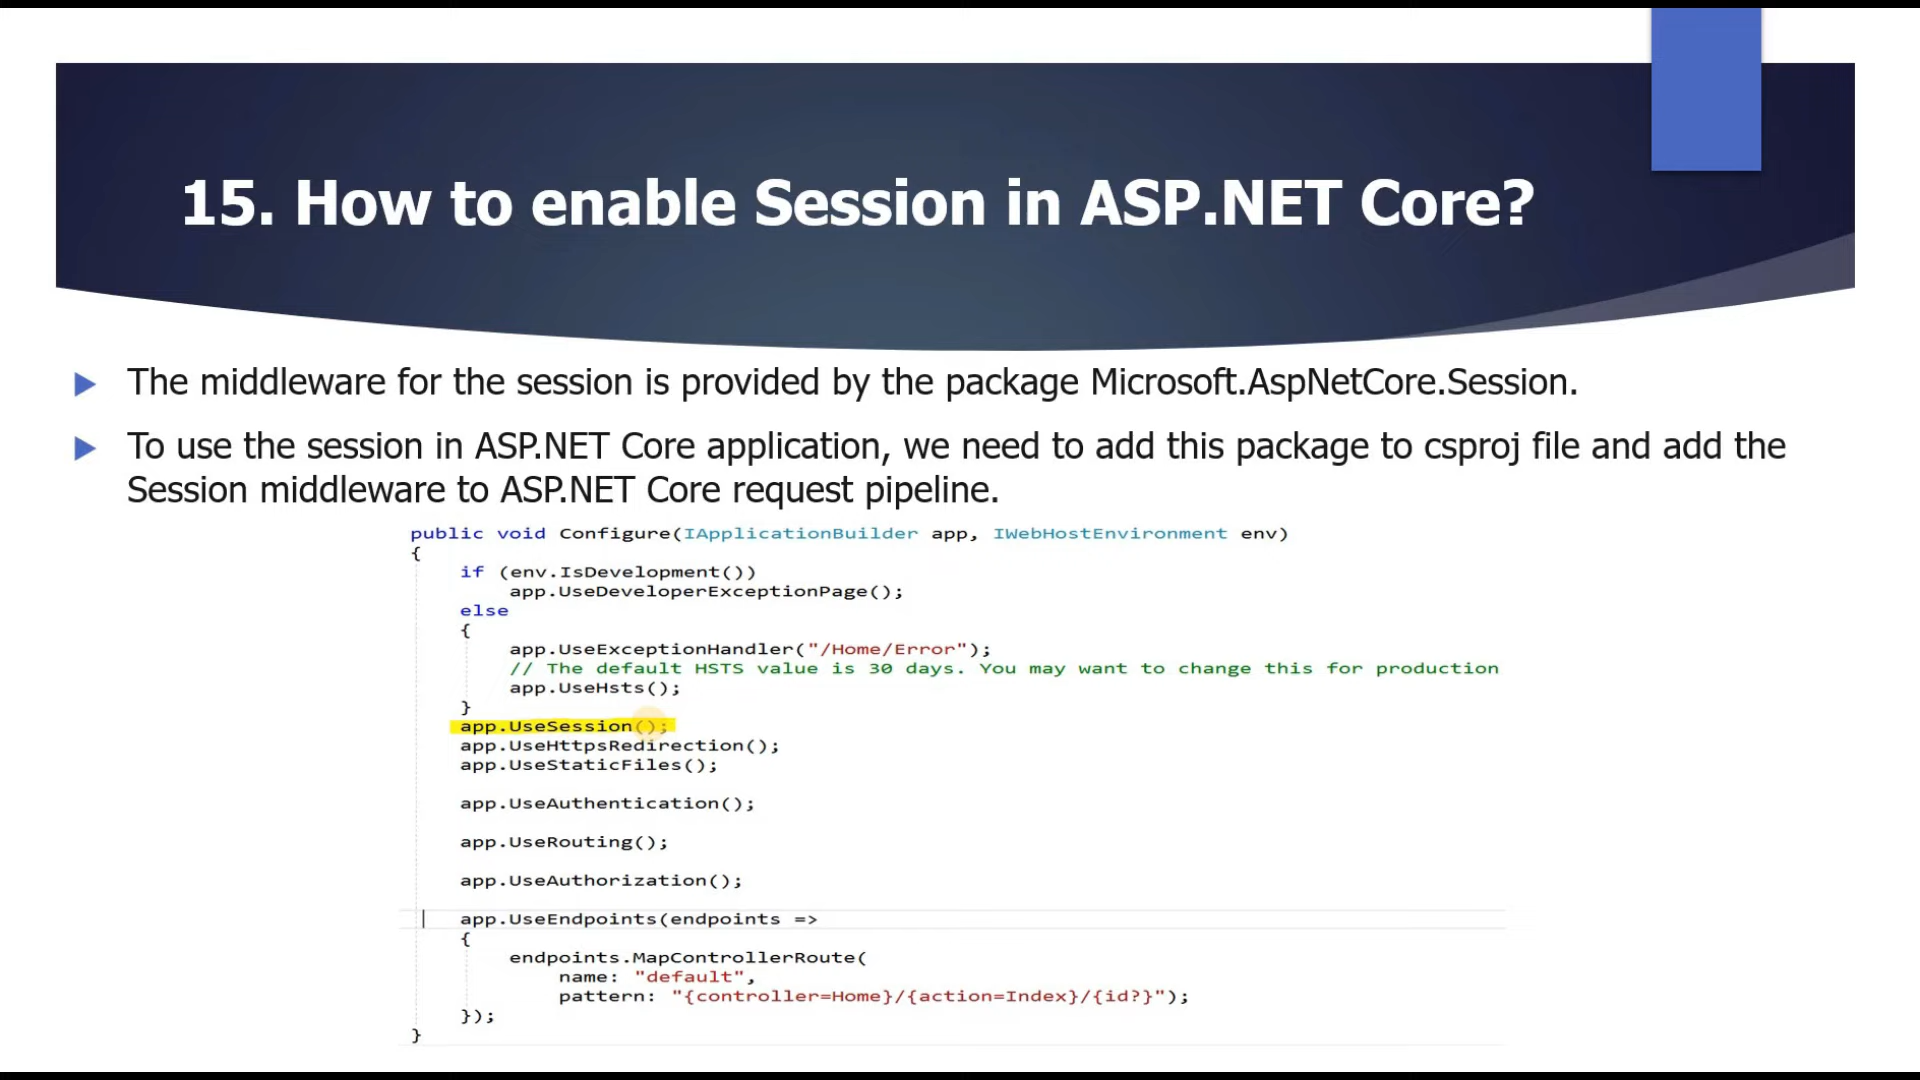 15. How to enable Session in ASP.NET Core?
The middleware for the session is provided by the package Microsoft.AspNetCore.Session.
To use the session in ASP.NET Core application, we need to add this package to csproj file and add the
Session middleware to ASP.NET Core request pipeline.
public void Configure(IApplicationBuilder app, IWebHostEnvironment env)
{
    if (env.IsDevelopment())
        app.UseDeveloperExceptionPage();
    else
    {
        app.UseExceptionHandler("/Home/Error");
        // The default HSTS value is 30 days. You may want to change this for production
        app.UseHsts();
    }
    app.UseSession();
    app.UseHttpsRedirection();
    app.UseStaticFiles();
    app.UseAuthentication();
    app.UseRouting();
    app.UseAuthorization();
    app.UseEndpoints(endpoints =>
    {
        endpoints.MapControllerRoute(
            name: "default",
            pattern: "{controller=Home}/{action=Index}/{id?}");
    });
}